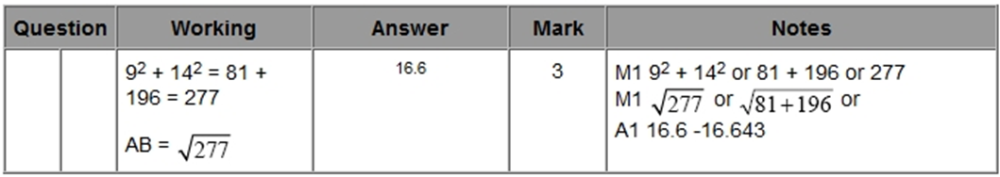 Question Working Answer Mark Notes
9² + 14² = 81 +
196 = 277
AB = √277
16.6
3
M1 9² + 14² or 81 + 196 or 277
M1 √277 or √81+196 or
A1 16.6 -16.643